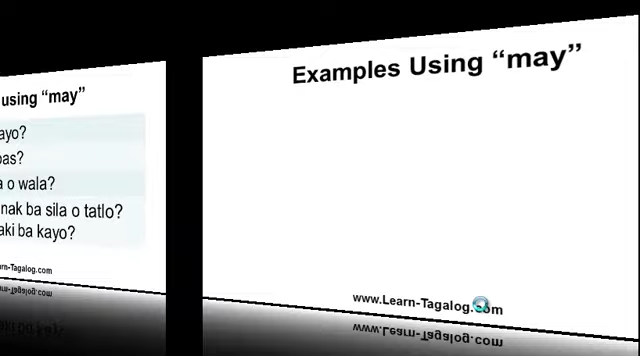 using “may”
ayo?
bas?
a o wala?
nak ba sila o tatlo?
aki ba kayo?
rn-Tagalog.com
Examples Using “may”
www.Learn-Tagalog.com